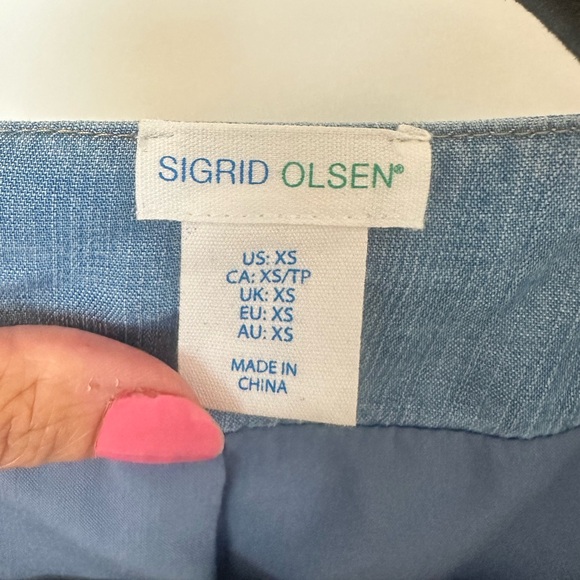 SIGRID OLSEN®
US: XS
CA: XS/TP
UK: XS
EU: XS
AU: XS
MADE IN
CHINA